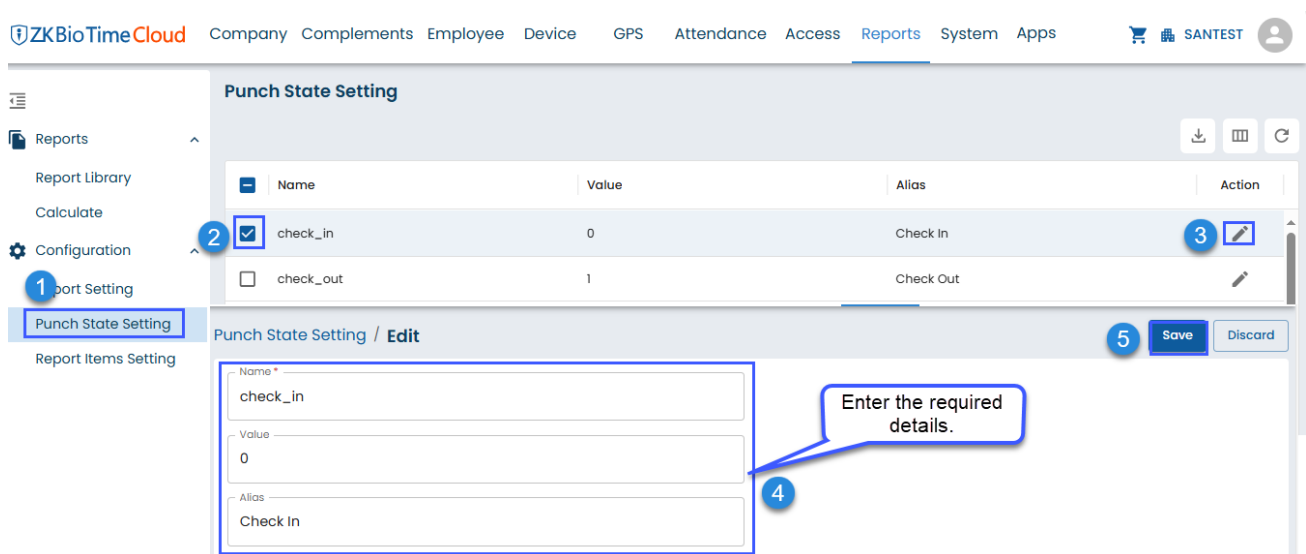 ZKBioTime Cloud Company Complements Employee Device GPS Attendance Access Reports System Apps SANTEST
Punch State Setting
Reports
Report Library
Calculate
Configuration
1 port Setting
Punch State Setting
Report Items Setting
Name Value Alias Action
2 check_in 0 Check In 3
check_out 1 Check Out
Punch State Setting / Edit 5 Save Discard
Name *
check_in
Value
0
Alias
Check In
Enter the required
details.
4